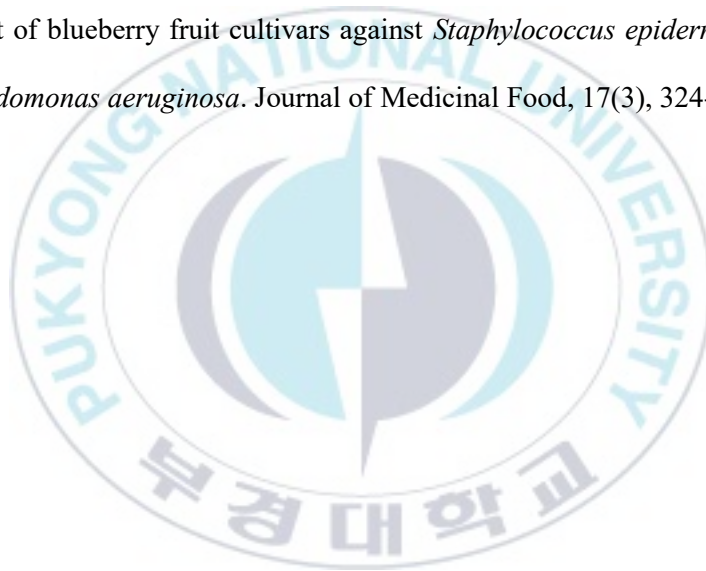 t of blueberry fruit cultivars against Staphylococcus epiderm
domonas aeruginosa. Journal of Medicinal Food, 17(3), 324-
PUKYONG NATIONAL UNIVERSITY
부경대학교